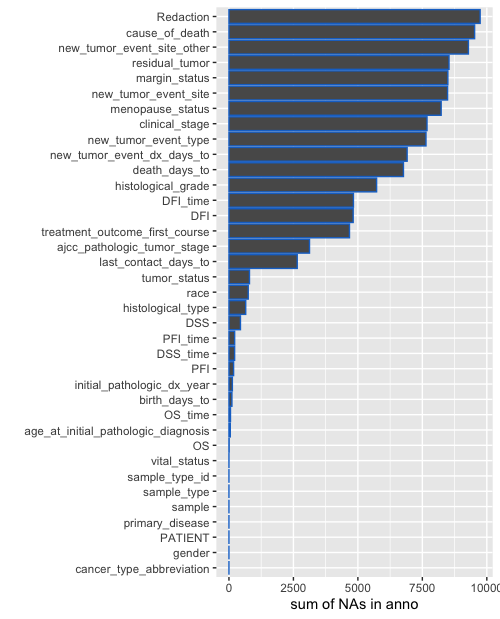 Redaction
cause_of_death
new_tumor_event_site_other
residual_tumor
margin_status
new_tumor_event_site
menopause_status
clinical_stage
new_tumor_event_type
new_tumor_event_dx_days_to
death_days_to
histological_grade
DFI_time
DFI
treatment_outcome_first_course
ajcc_pathologic_tumor_stage
last_contact_days_to
tumor_status
race
histological_type
DSS
PFI_time
DSS_time
PFI
initial_pathologic_dx_year
birth_days_to
OS_time
age_at_initial_pathologic_diagnosis
OS
vital_status
sample_type_id
sample_type
sample
primary_disease
PATIENT
gender
cancer_type_abbreviation
0 2500 5000 7500 10000
sum of NAs in anno